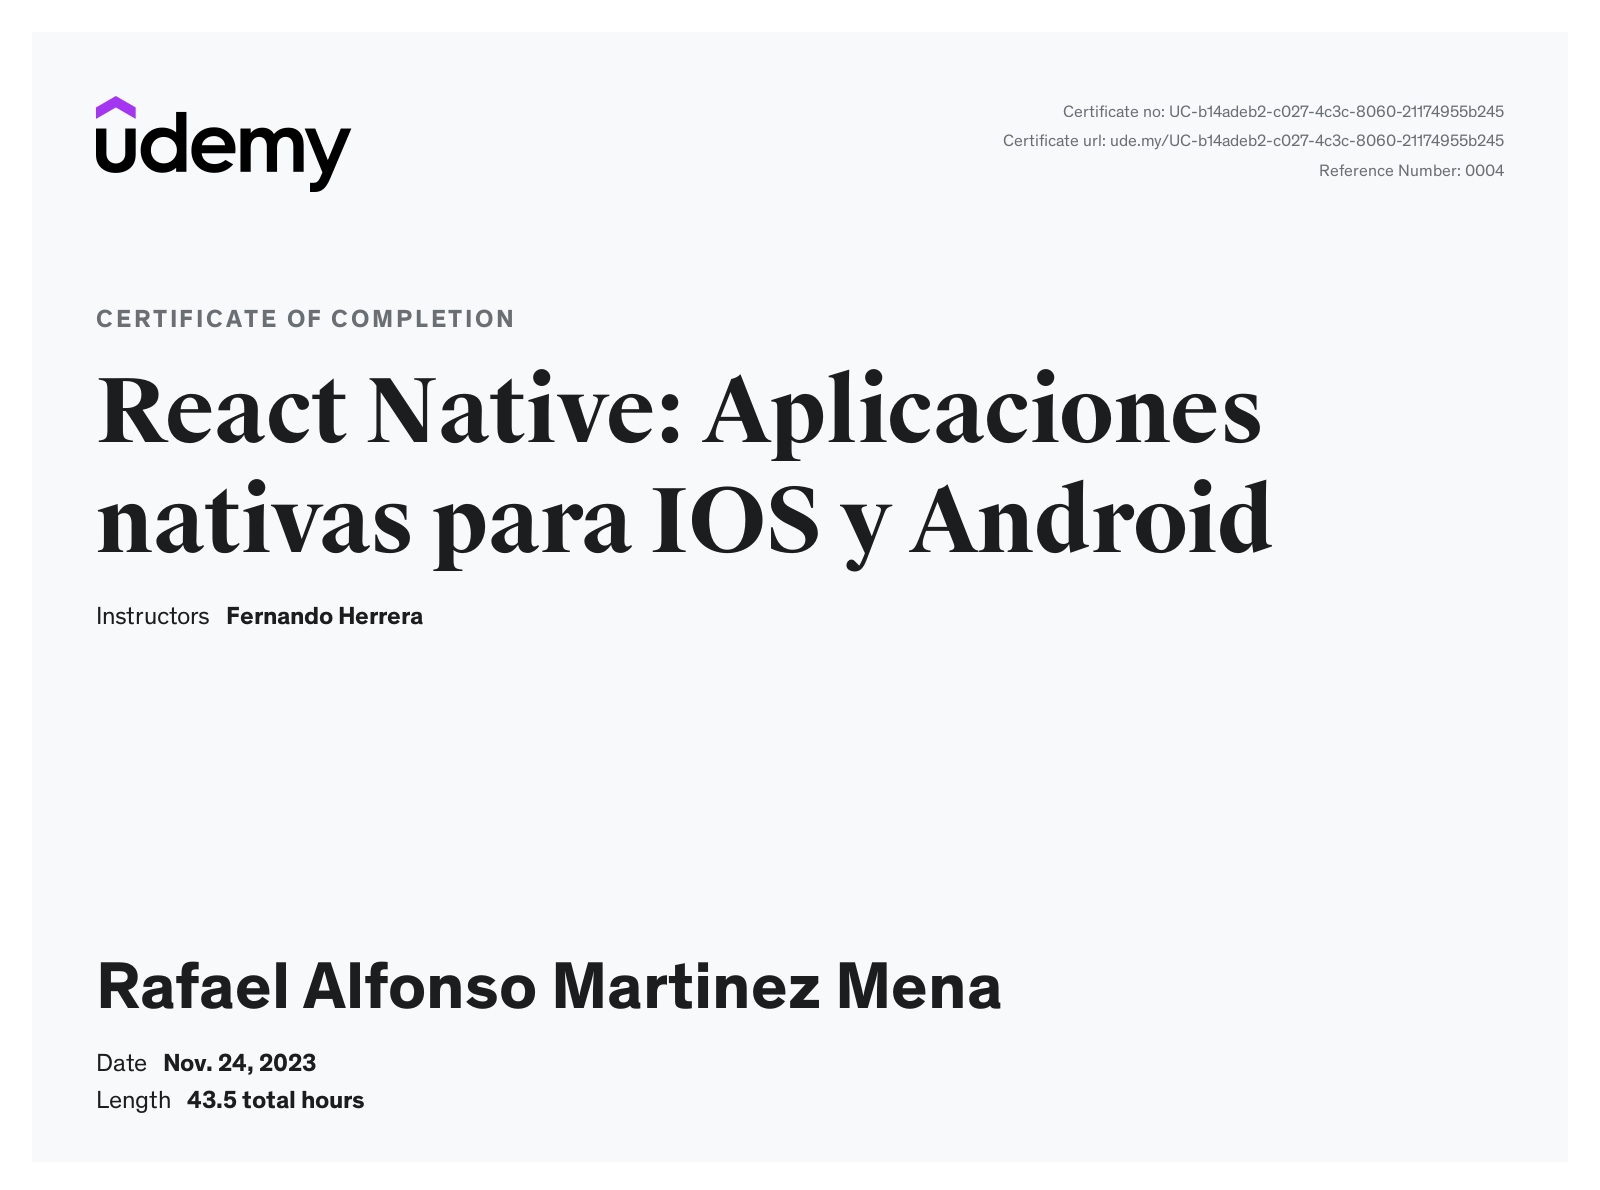 udemy
Certificate no: UC-b14adeb2-c027-4c3c-8060-21174955b245
Certificate url: ude.my/UC-b14adeb2-c027-4c3c-8060-21174955b245
Reference Number: 0004
CERTIFICATE OF COMPLETION
React Native: Aplicaciones
nativas para IOS y Android
Instructors Fernando Herrera
Rafael Alfonso Martinez Mena
Date Nov. 24, 2023
Length 43.5 total hours